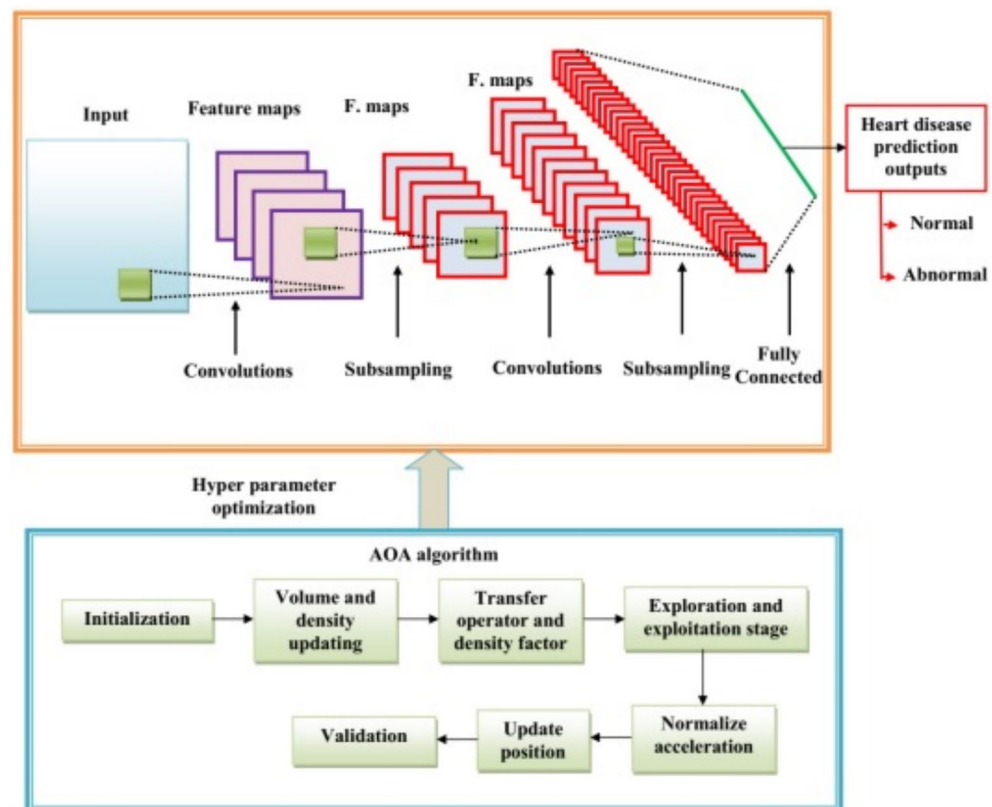 Input
Feature maps
F. maps
F. maps
Heart disease
prediction
outputs
Normal
Abnormal
Convolutions
Subsampling
Convolutions
Subsampling
Fully
Connected
Hyper parameter
optimization
AOA algorithm
Initialization
Volume and
density
updating
Transfer
operator and
density factor
Exploration and
exploitation stage
Normalize
acceleration
Update
position
Validation